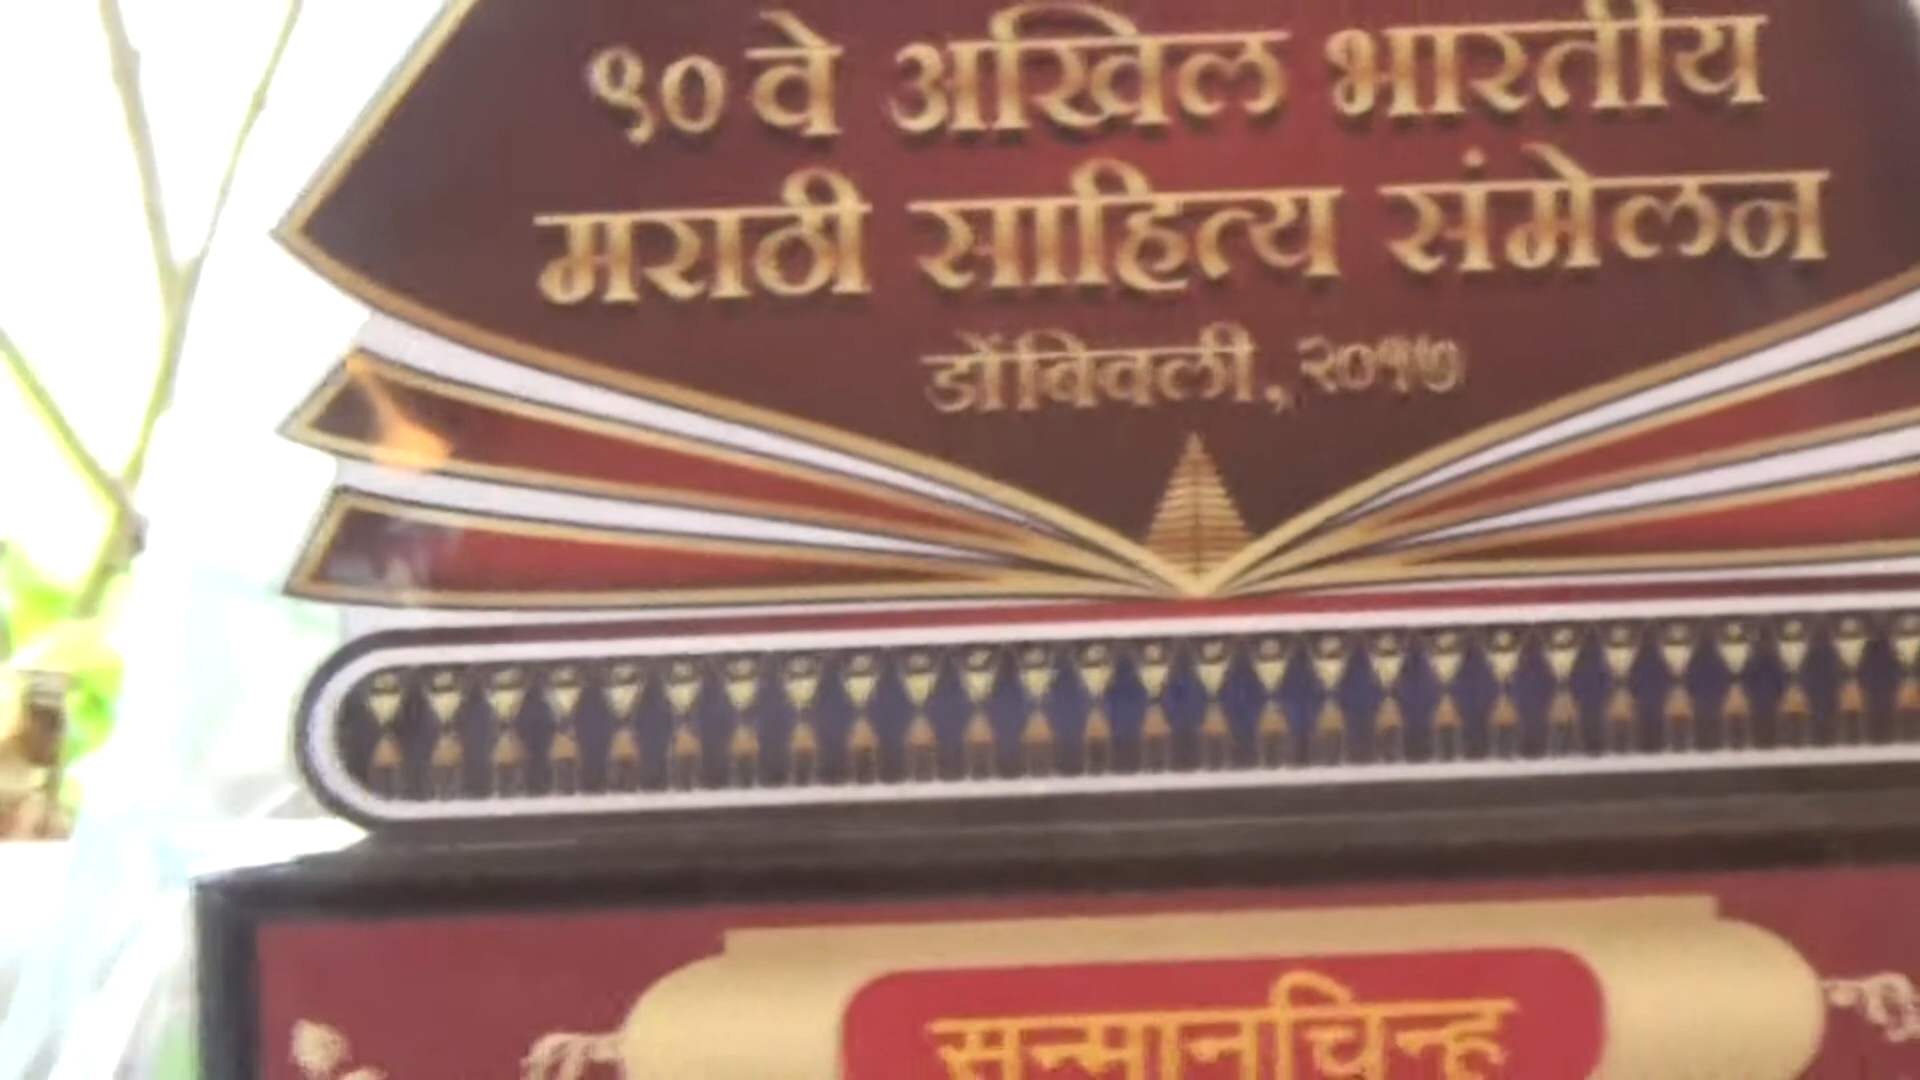 ९० वे अखिल भारतीय
मराठी साहित्य संमेलन
डोंबिवली, २०१७
सन्मानचिन्ह